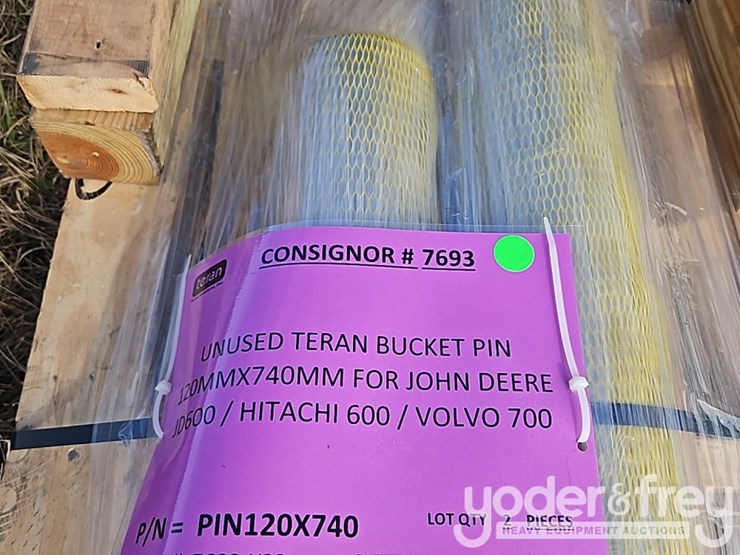 teran
CONSIGNOR # 7693
UNUSED TERAN BUCKET PIN
120MMX740MM FOR JOHN DEERE
JD600 / HITACHI 600 / VOLVO 700
P/N = PIN120X740
LOT QTY 2 PIECES
yoder&frey
HEAVY EQUIPMENT AUCTIONS